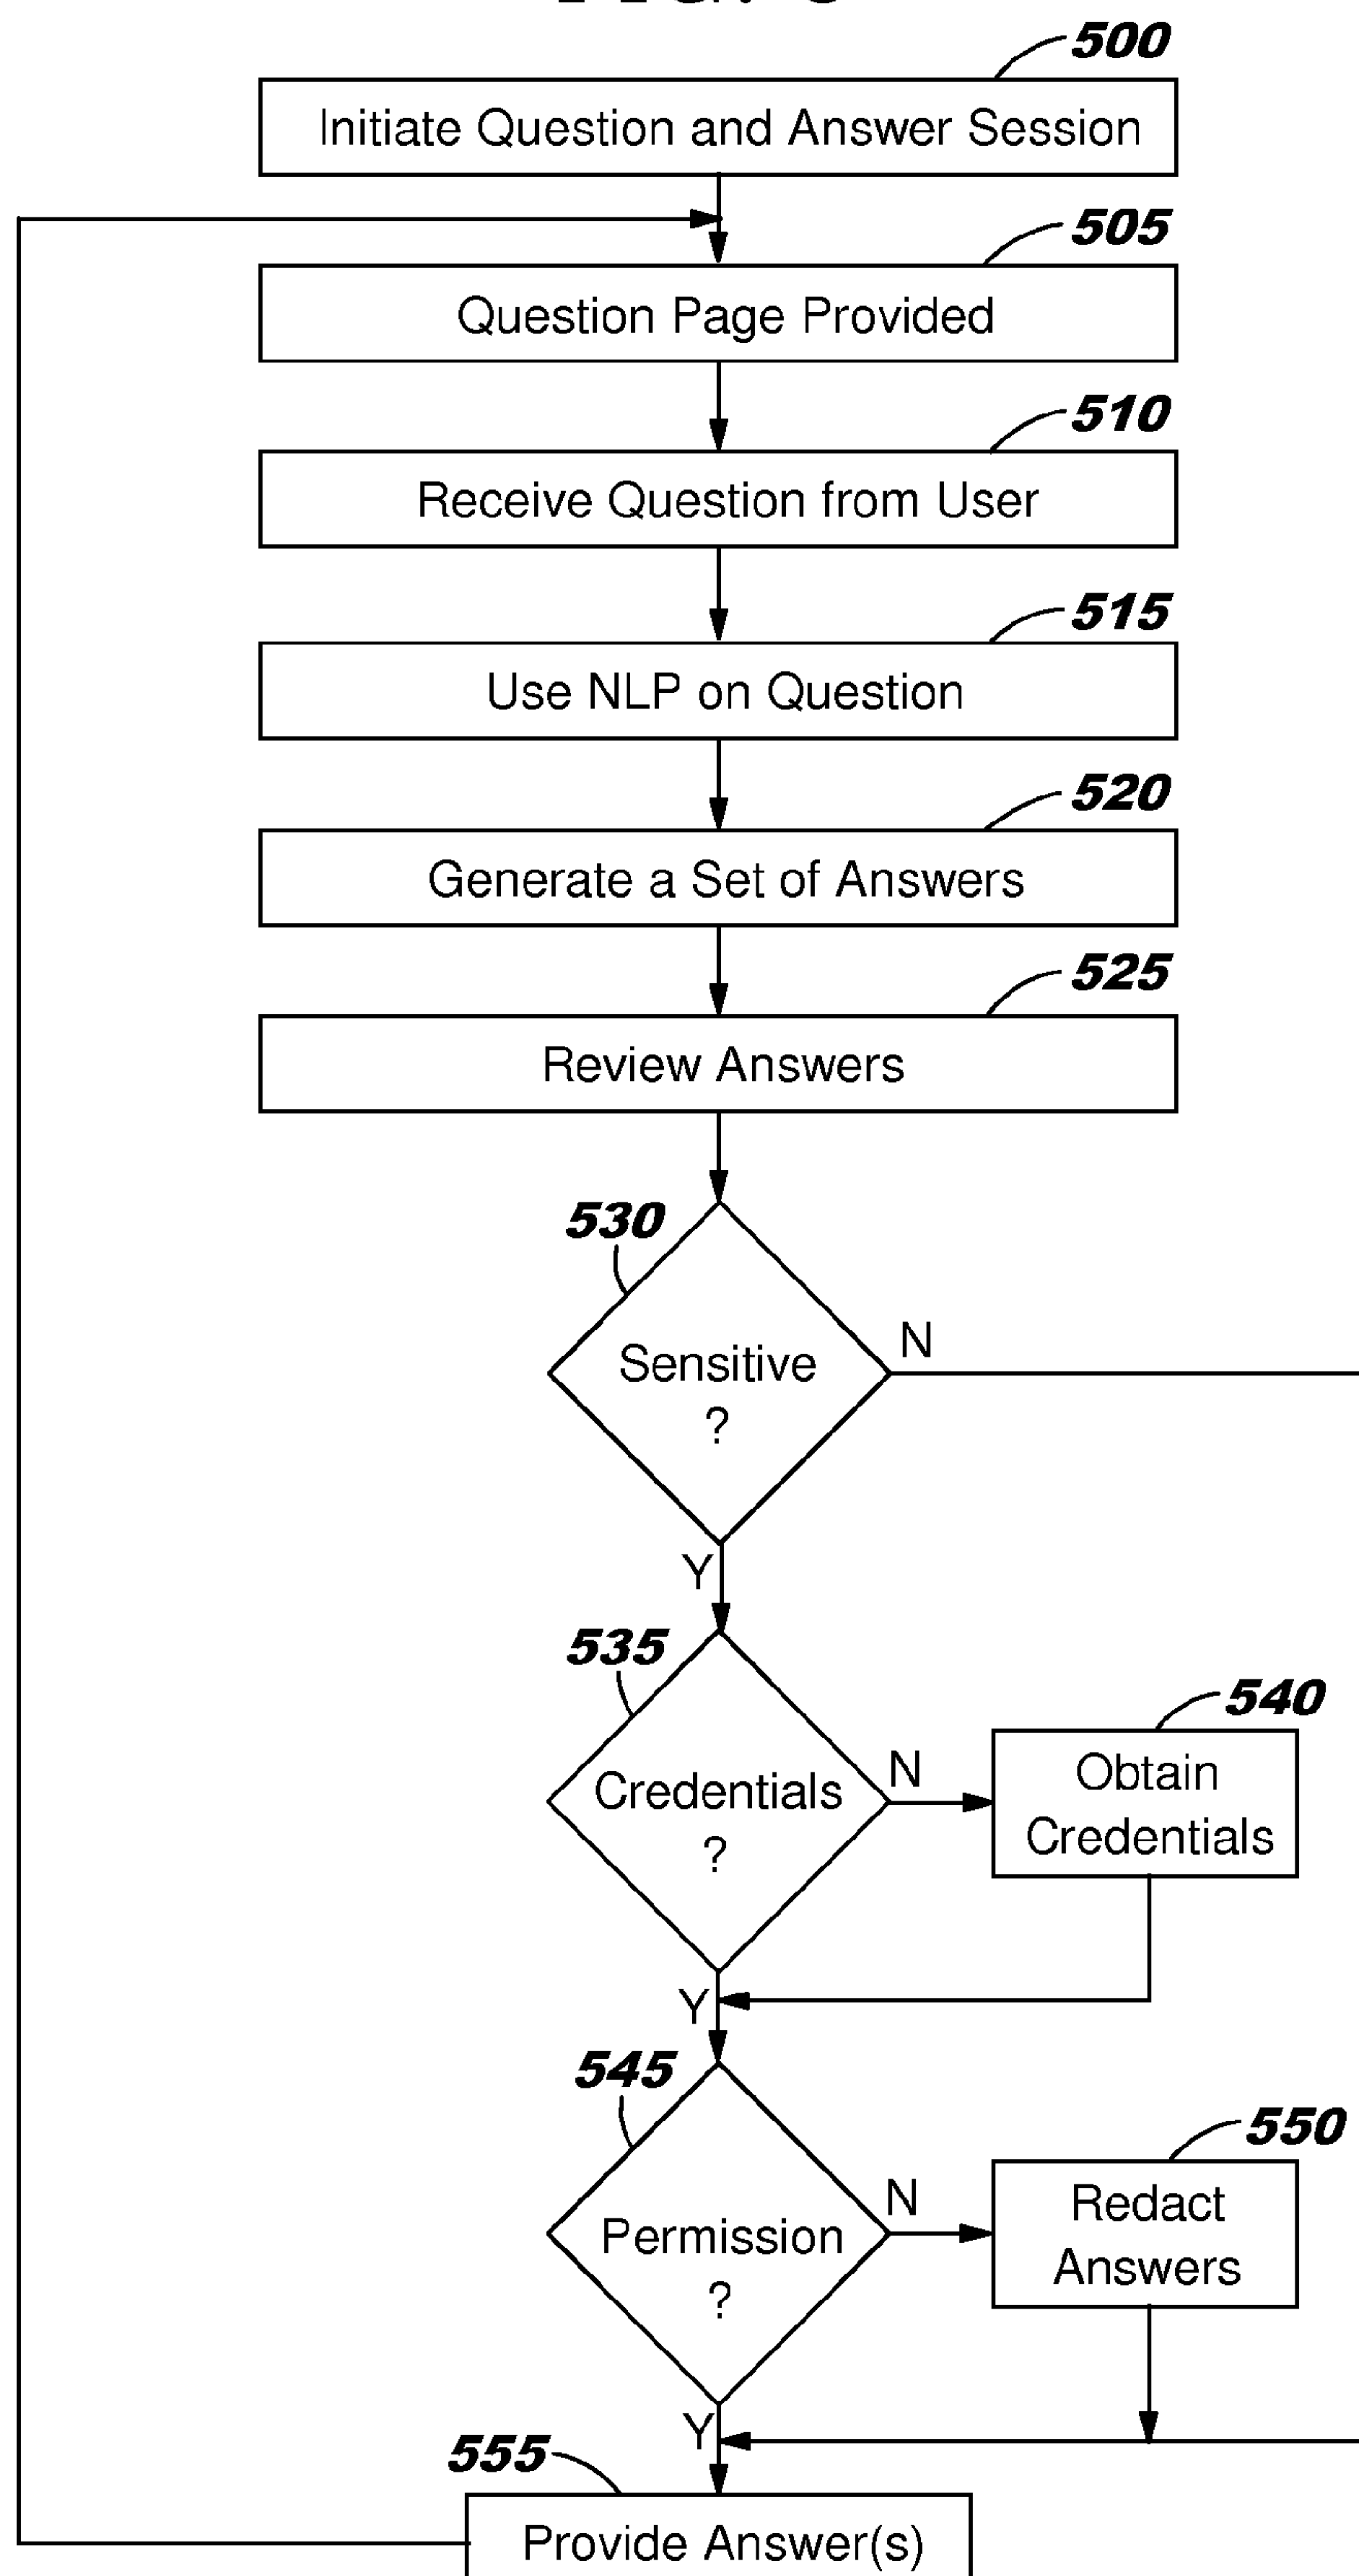 500
Initiate Question and Answer Session
505
Question Page Provided
510
Receive Question from User
515
Use NLP on Question
520
Generate a Set of Answers
525
Review Answers
530
Sensitive
?
N
Y
535
Credentials
?
N
540
Obtain
Credentials
Y
545
Permission
?
N
550
Redact
Answers
Y
555
Provide Answer(s)